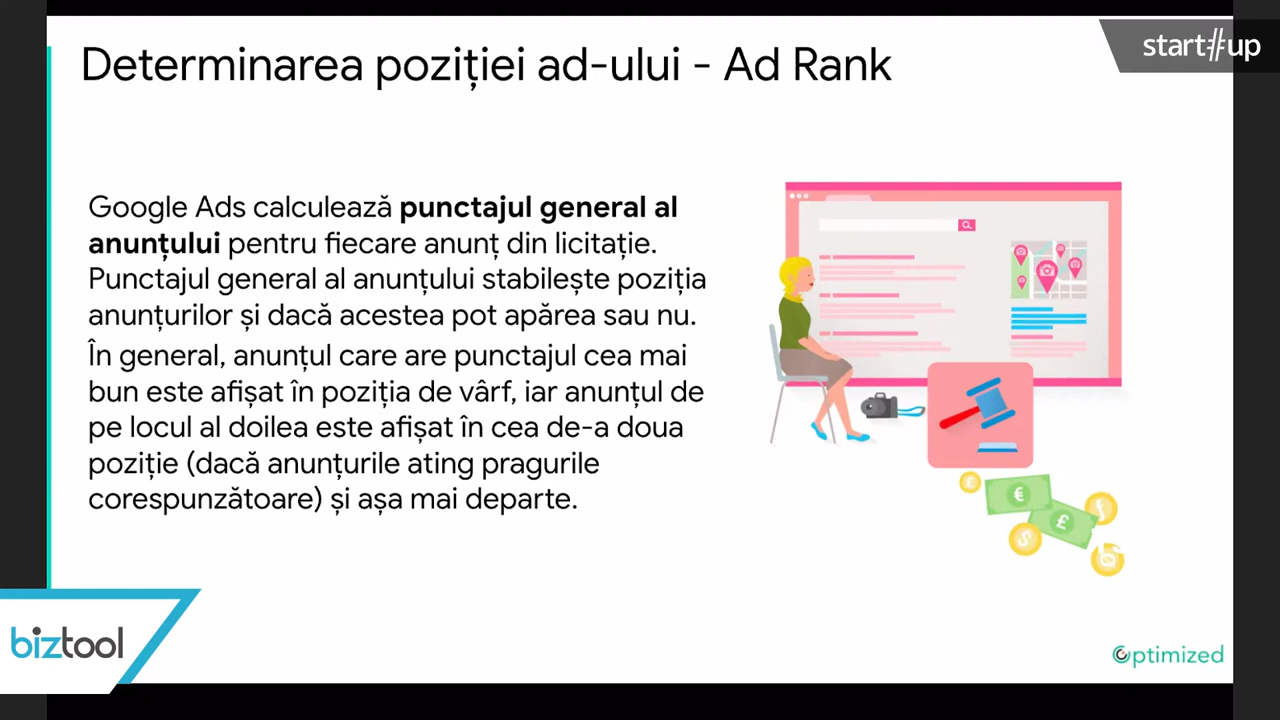 Determinarea poziției ad-ului - Ad Rank
start#up
Google Ads calculează punctajul general al
anunțului pentru fiecare anunț din licitație.
Punctajul general al anunțului stabilește poziția
anunțurilor și dacă acestea pot apărea sau nu.
În general, anunțul care are punctajul cea mai
bun este afișat în poziția de vârf, iar anunțul de
pe locul al doilea este afișat în cea de-a doua
poziție (dacă anunțurile ating pragurile
corespunzătoare) și așa mai departe.
biztool
Optimized